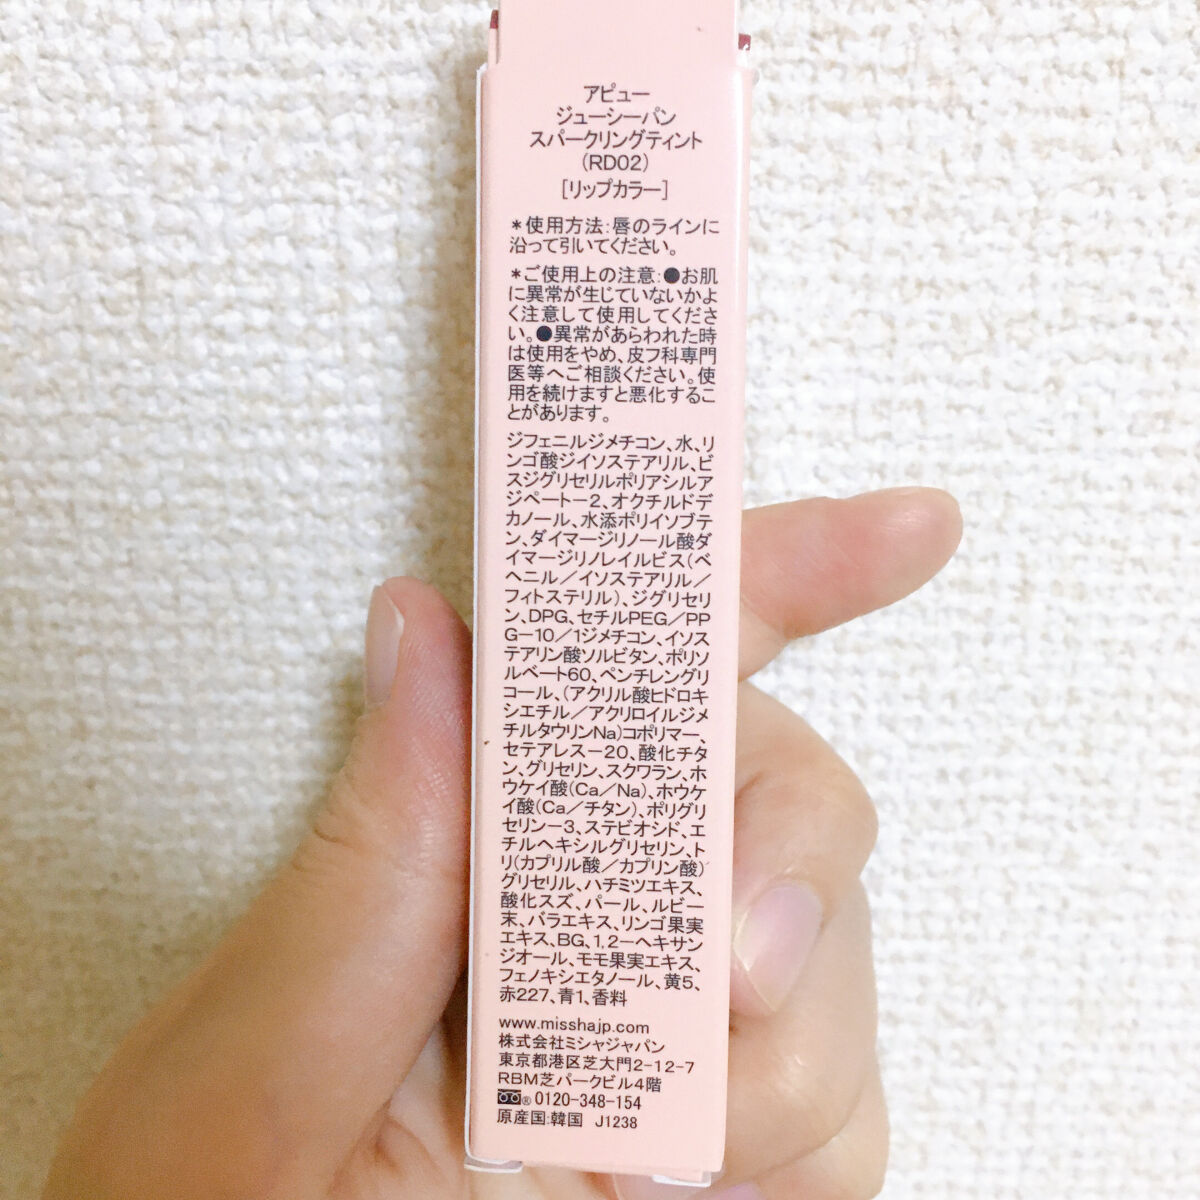 アピュー
ジューシーパン
スパークリングティント
(RD02)
[リップカラー]
*使用方法:唇のラインに
沿って引いてください。
*ご使用上の注意:●お肌
に異常が生じていないかよ
く注意して使用してくださ
い。●異常があらわれた時
は使用をやめ、皮フ科専門
医等へご相談ください。使
用を続けますと悪化するこ
とがあります。
ジフェニルジメチコン、水、リ
ンゴ酸ジイソステアリル、ビ
スジグリセリルポリアシルア
ジペート-2、オクチルドデ
カノール、水添ポリイソブテ
ン、ダイマージリノール酸ダ
イマージリノレイルビス(ベ
ヘニル/イソステアリル/
フィトステリル)、ジグリセリ
ン、DPG、セチルPEG/PP
G-10/1ジメチコン、イソス
テアリン酸ソルビタン、ポリソ
ルベート60、ペンチレングリ
コール、(アクリル酸ヒドロキ
シエチル/アクリロイルジメ
チルタウリンNa)コポリマー、
セテアレス-20、酸化チタ
ン、グリセリン、スクワラン、ホ
ウケイ酸(Ca/Na)、ホウケ
イ酸(Ca/チタン)、ポリグリ
セリン-3、ステビオシド、エ
チルヘキシルグリセリン、ト
リ(カプリル酸/カプリン酸)
グリセリル、ハチミツエキス、
酸化スズ、パール、ルビー
末、バラエキス、リンゴ果実
エキス、BG、1,2-ヘキサン
ジオール、モモ果実エキス、
フェノキシエタノール、黄5、
赤227、青1、香料
www.misshajp.com
株式会社ミシャジャパン
東京都港区芝大門2-12-7
RBM芝パークビル4階
® 0120-348-154
原産国:韓国 J1238